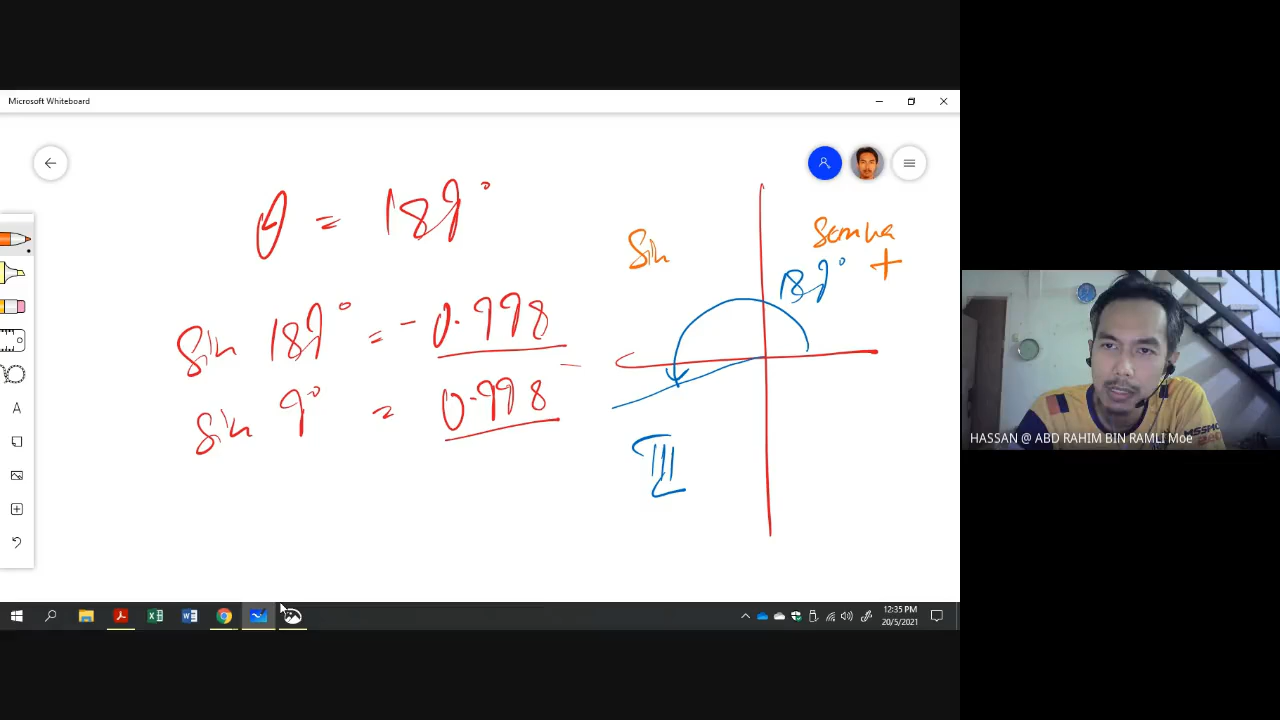 Microsoft Whiteboard
θ = 189°
sin 189° = -0.998
sin 9° = 0.998
Sin
Semua
+
189°
III
A
HASSAN @ ABD RAHIM BIN RAMLI Moe
12:35 PM
20/5/2021